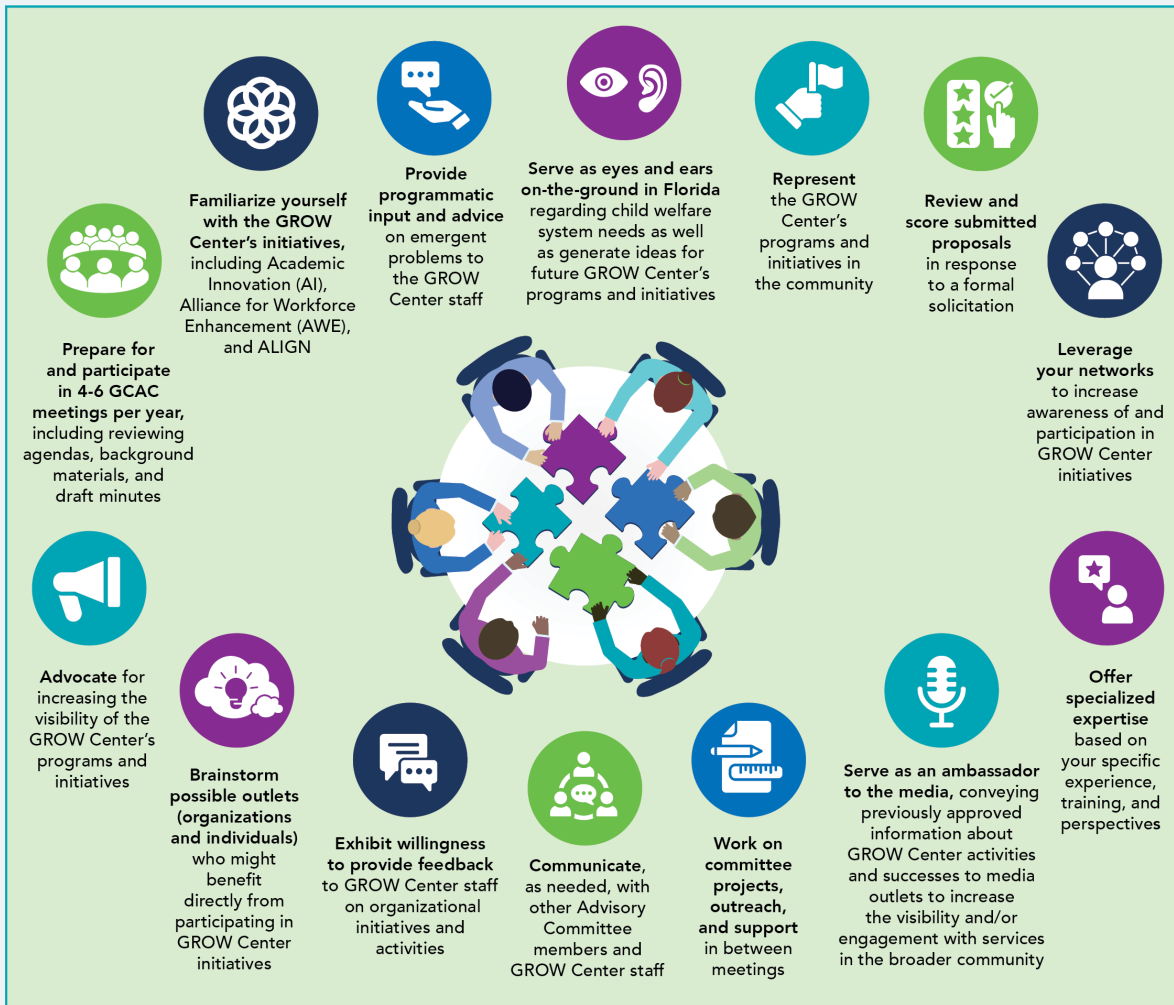 Prepare for
and participate
in 4-6 GCAC
meetings per year,
including reviewing
agendas, background
materials, and
draft minutes
Familiarize yourself
with the GROW
Center's initiatives,
including Academic
Innovation (AI),
Alliance for Workforce
Enhancement (AWE),
and ALIGN
Provide
programmatic
input and advice
on emergent
problems to
the GROW
Center staff
Serve as eyes and ears
on-the-ground in Florida
regarding child welfare
system needs as well
as generate ideas for
future GROW Center's
programs and initiatives
Represent
the GROW
Center's
programs and
initiatives in
the community
Review and
score submitted
proposals
in response
to a formal
solicitation
Leverage
your networks
to increase
awareness of and
participation in
GROW Center
initiatives
Advocate for
increasing the
visibility of the
GROW Center's
programs and
initiatives
Brainstorm
possible outlets
(organizations
and individuals)
who might
benefit
directly from
participating in
GROW Center
initiatives
Exhibit willingness
to provide feedback
to GROW Center staff
on organizational
initiatives and
activities
Communicate,
as needed, with
other Advisory
Committee
members and
GROW Center staff
Work on
committee
projects,
outreach,
and support
in between
meetings
Serve as an ambassador
to the media, conveying
previously approved
information about
GROW Center activities
and successes to media
outlets to increase
the visibility and/or
engagement with services
in the broader community
Offer
specialized
expertise
based on
your specific
experience,
training, and
perspectives